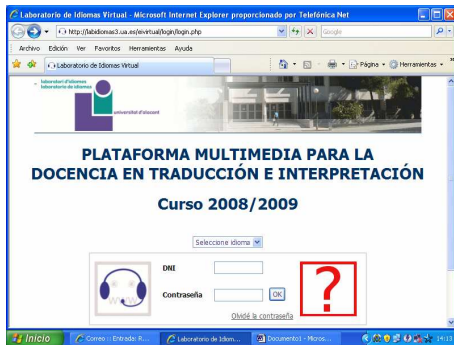 Laboratorio de Idiomas Virtual - Microsoft Internet Explorer proporcionado por Telefónica Net
http://labidiomas3.ua.es/eivirtual/login/login.php
Google
Archivo Edición Ver Favoritos Herramientas Ayuda
Laboratorio de Idiomas Virtual
Página Herramientas
laboratori d'idiomes
laboratorio de idiomas
universitat d'alacant
PLATAFORMA MULTIMEDIA PARA LA
DOCENCIA EN TRADUCCIÓN E INTERPRETACIÓN
Curso 2008/2009
Seleccione idioma
DNI
Contraseña OK
Olvidé la contraseña
?
Inicio Correo :: Entrada: R... Laboratorio de Idiom... Documento1 - Micros... 14:13